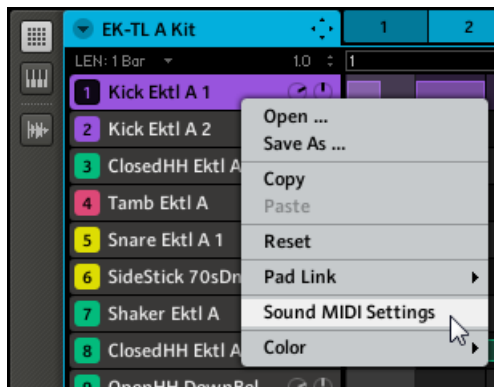 EK-TL A Kit
1 2
LEN: 1 Bar 1.0 1
1 Kick Ektl A 1
Open ...
2 Kick Ektl A 2
Save As ...
3 ClosedHH Ektl A
Copy
4 Tamb Ektl A
Paste
5 Snare Ektl A 1
Reset
6 SideStick 70sDn
Pad Link
7 Shaker Ektl A
Sound MIDI Settings
8 ClosedHH Ektl A
Color
OpenHH